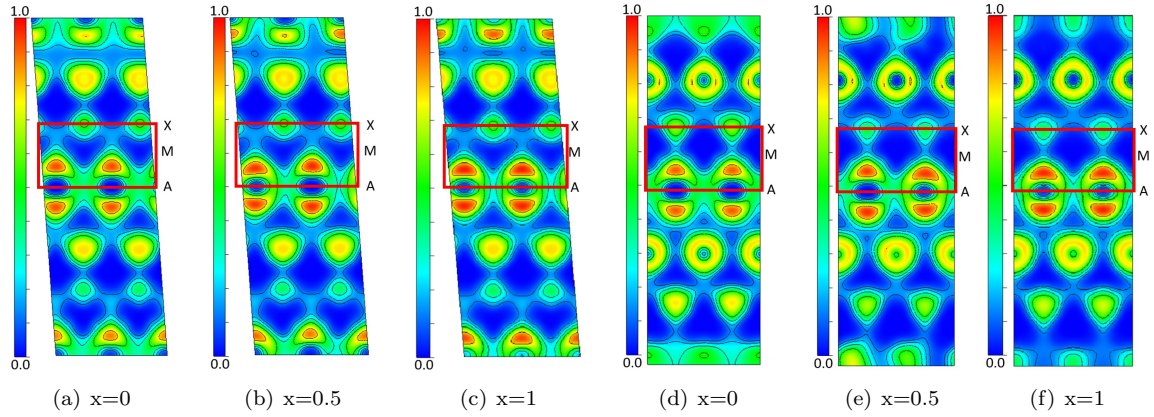 1.0 1.0 1.0 1.0 1.0 1.0
X X X X X X
M M M M M M
A A A A A A
0.0 0.0 0.0 0.0 0.0 0.0
(a) x=0 (b) x=0.5 (c) x=1 (d) x=0 (e) x=0.5 (f) x=1